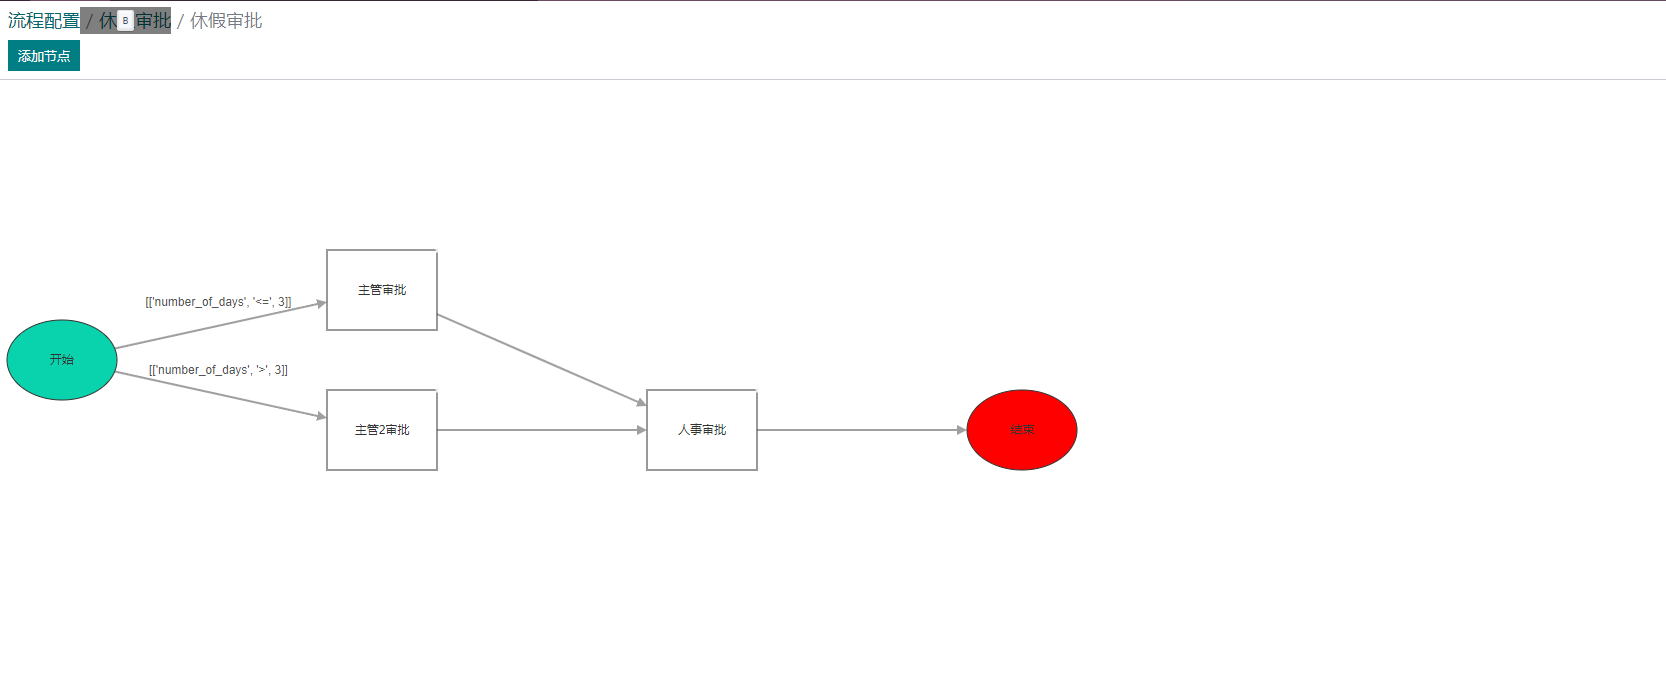 流程配置 / 休 B 审批 / 休假审批
添加节点
主管审批
[['number_of_days', '<=', 3]]
开始
[['number_of_days', '>', 3]]
主管2审批
人事审批
结束